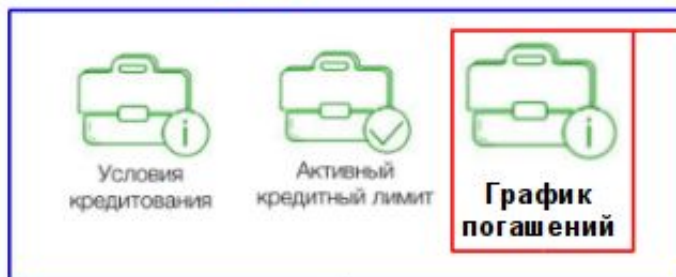 Условия
кредитования
Активный
кредитный лимит
График
погашений